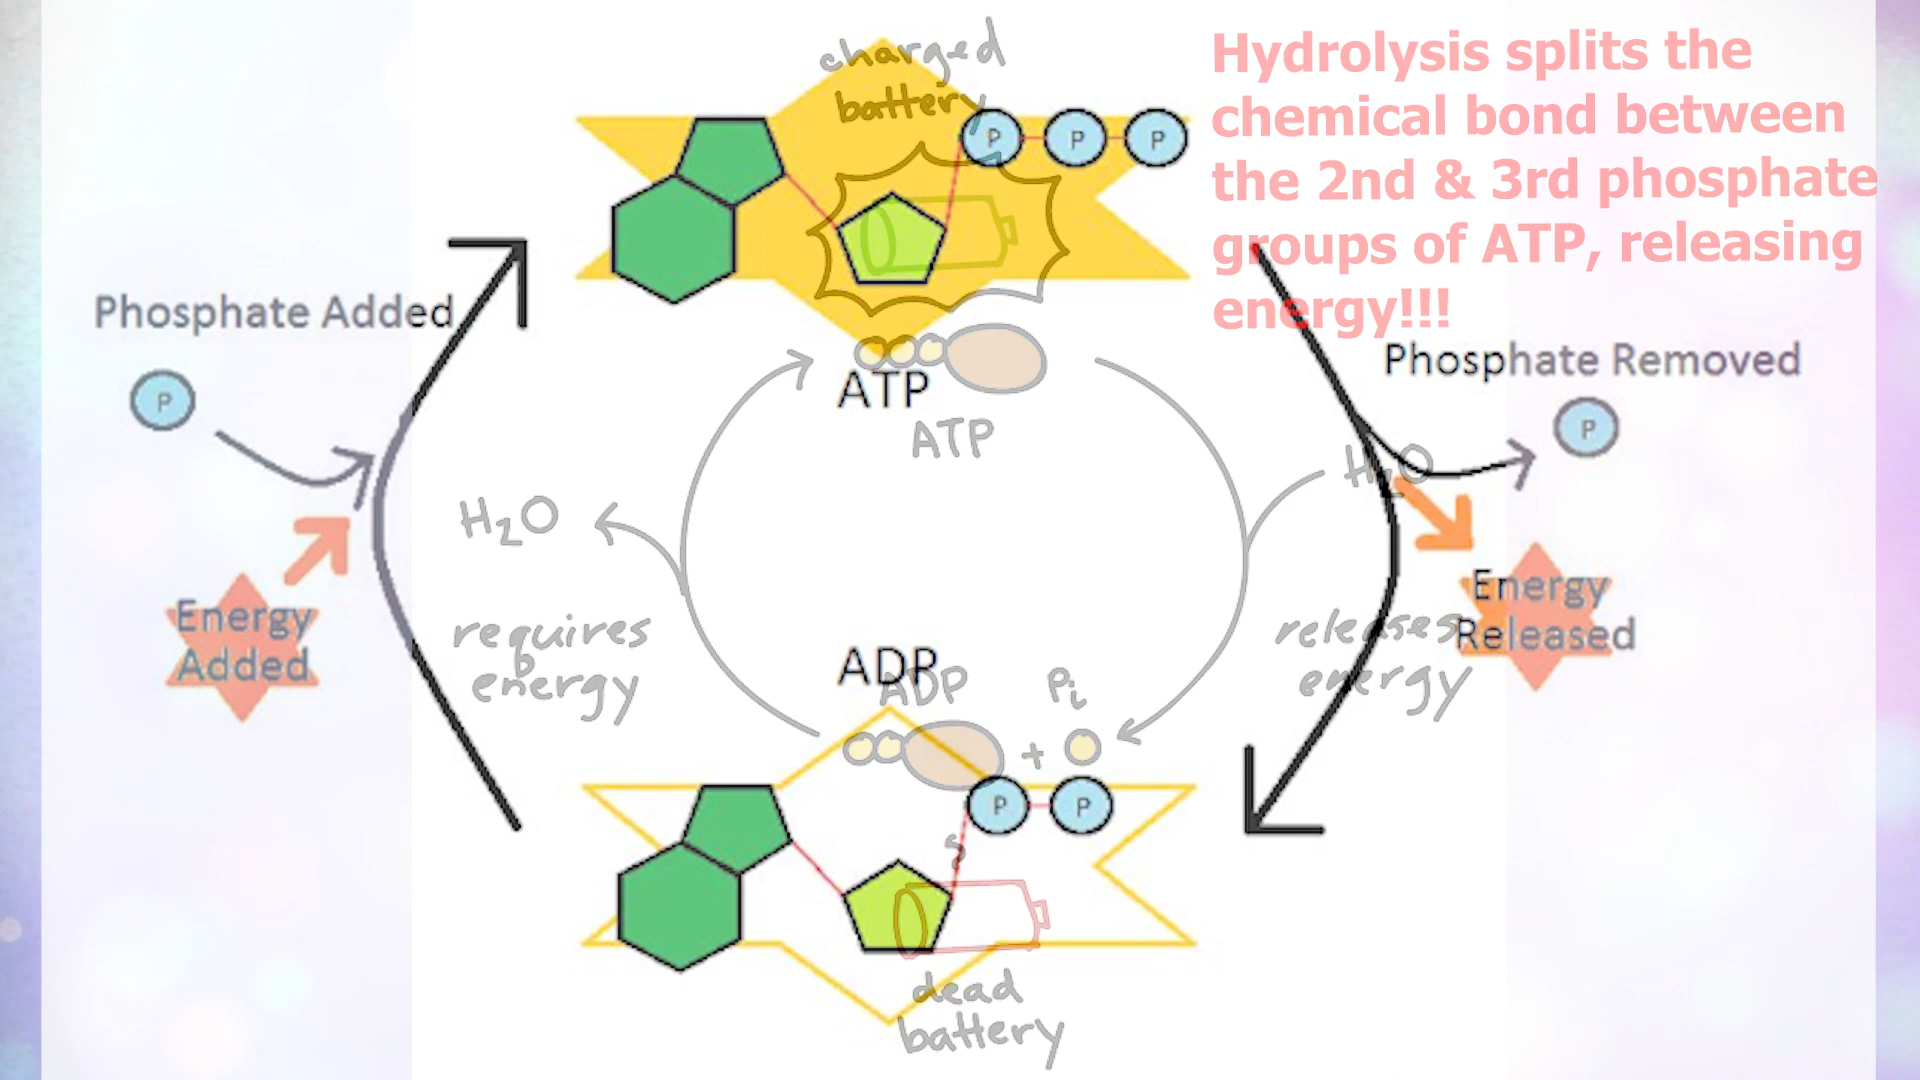 charged
battery
P P P
Hydrolysis splits the
chemical bond between
the 2nd & 3rd phosphate
groups of ATP, releasing
energy!!!
Phosphate Added
P
Phosphate Removed
P
ATP
ATP
H₂O
H₂O
Energy
Added
requires
energy
releases
energy
Energy
Released
ADP
ADP Pi
+
P P
s
dead
battery